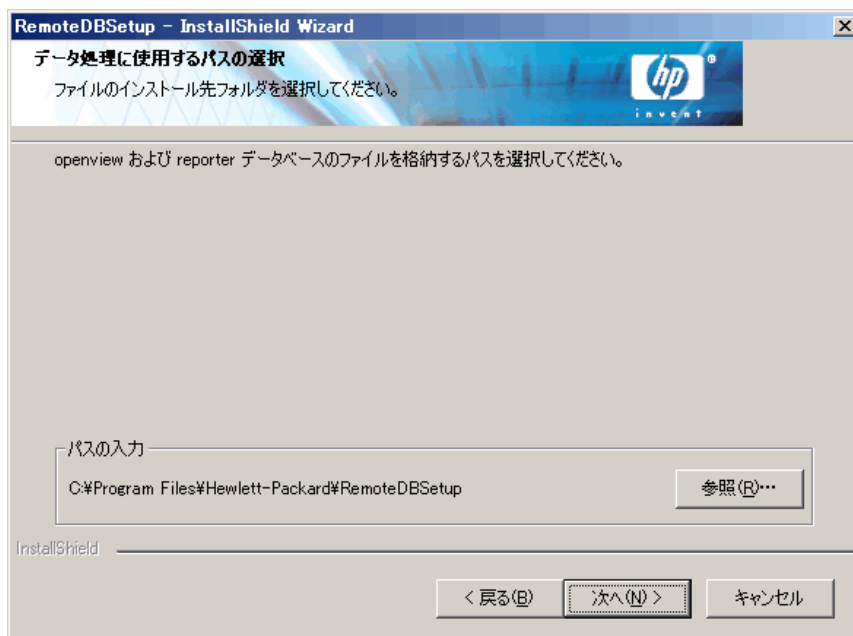 RemoteDBSetup - InstallShield Wizard
データ処理に使用するパスの選択
ファイルのインストール先フォルダを選択してください。
hp
®
invent
openview および reporter データベースのファイルを格納するパスを選択してください。
パスの入力
C:¥Program Files¥Hewlett-Packard¥RemoteDBSetup
参照(R)...
InstallShield
< 戻る(B)
次へ(N) >
キャンセル